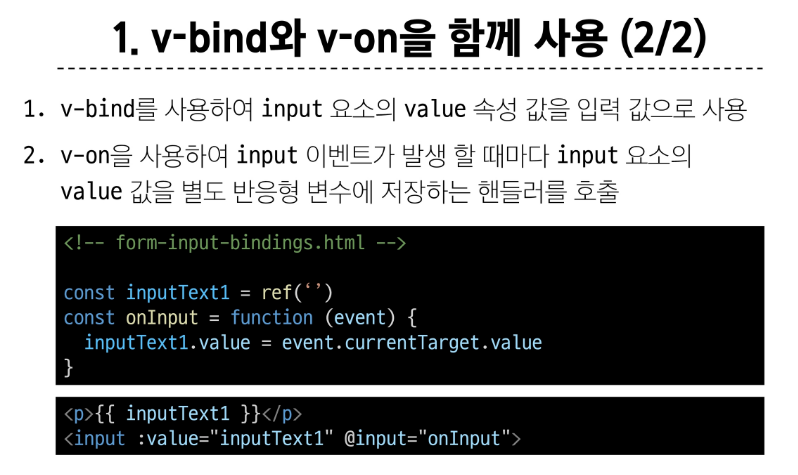 1. v-bind와 v-on을 함께 사용 (2/2)
1. v-bind를 사용하여 input 요소의 value 속성 값을 입력 값으로 사용
2. v-on을 사용하여 input 이벤트가 발생 할 때마다 input 요소의
value 값을 별도 반응형 변수에 저장하는 핸들러를 호출
<!-- form-input-bindings.html -->
const inputText1 = ref(‘’)
const onInput = function (event) {
  inputText1.value = event.currentTarget.value
}
<p>{{ inputText1 }}</p>
<input :value="inputText1" @input="onInput">